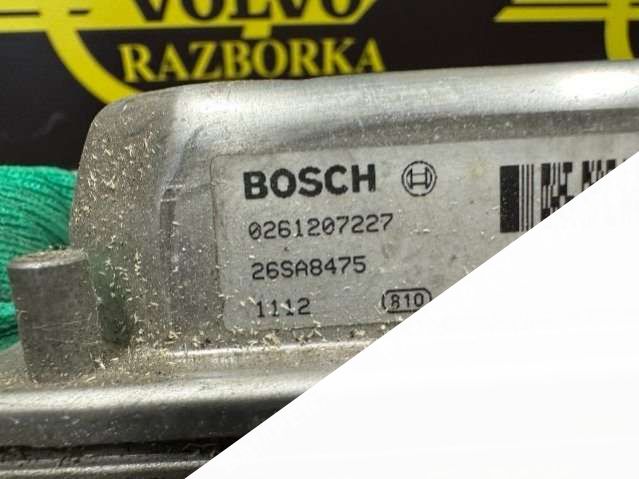 VOLVO
RAZBORKA
BOSCH
0261207227
26SA8475
1112 810